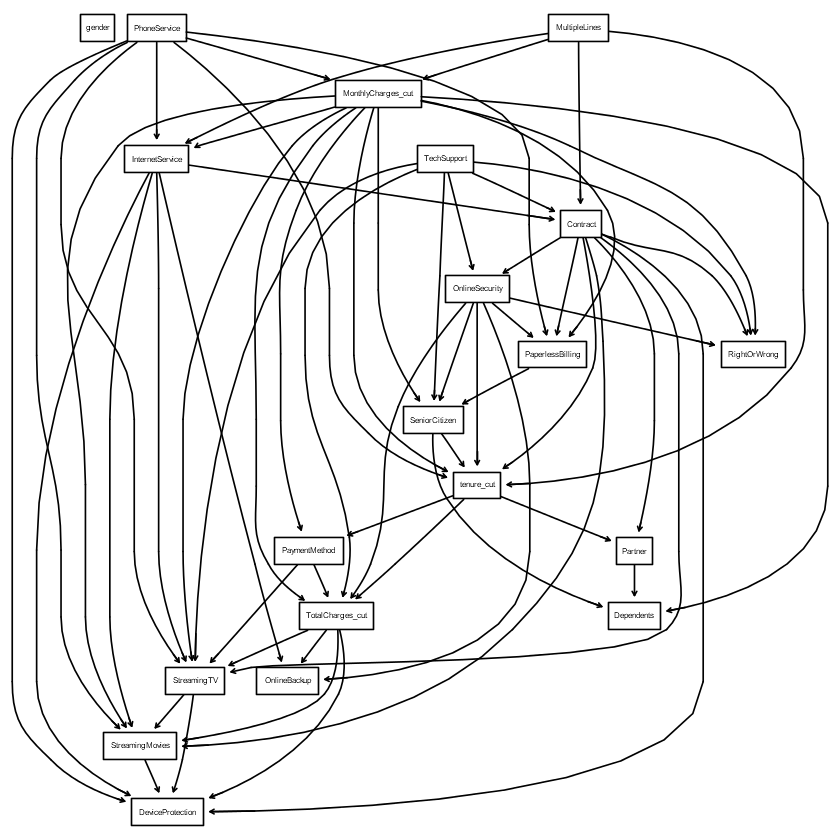 gender
PhoneService
MultipleLines
MonthlyCharges_cut
InternetService
TechSupport
Contract
OnlineSecurity
PaperlessBilling
RightOrWrong
SeniorCitizen
tenure_cut
PaymentMethod
Partner
TotalCharges_cut
Dependents
StreamingTV
OnlineBackup
StreamingMovies
DeviceProtection